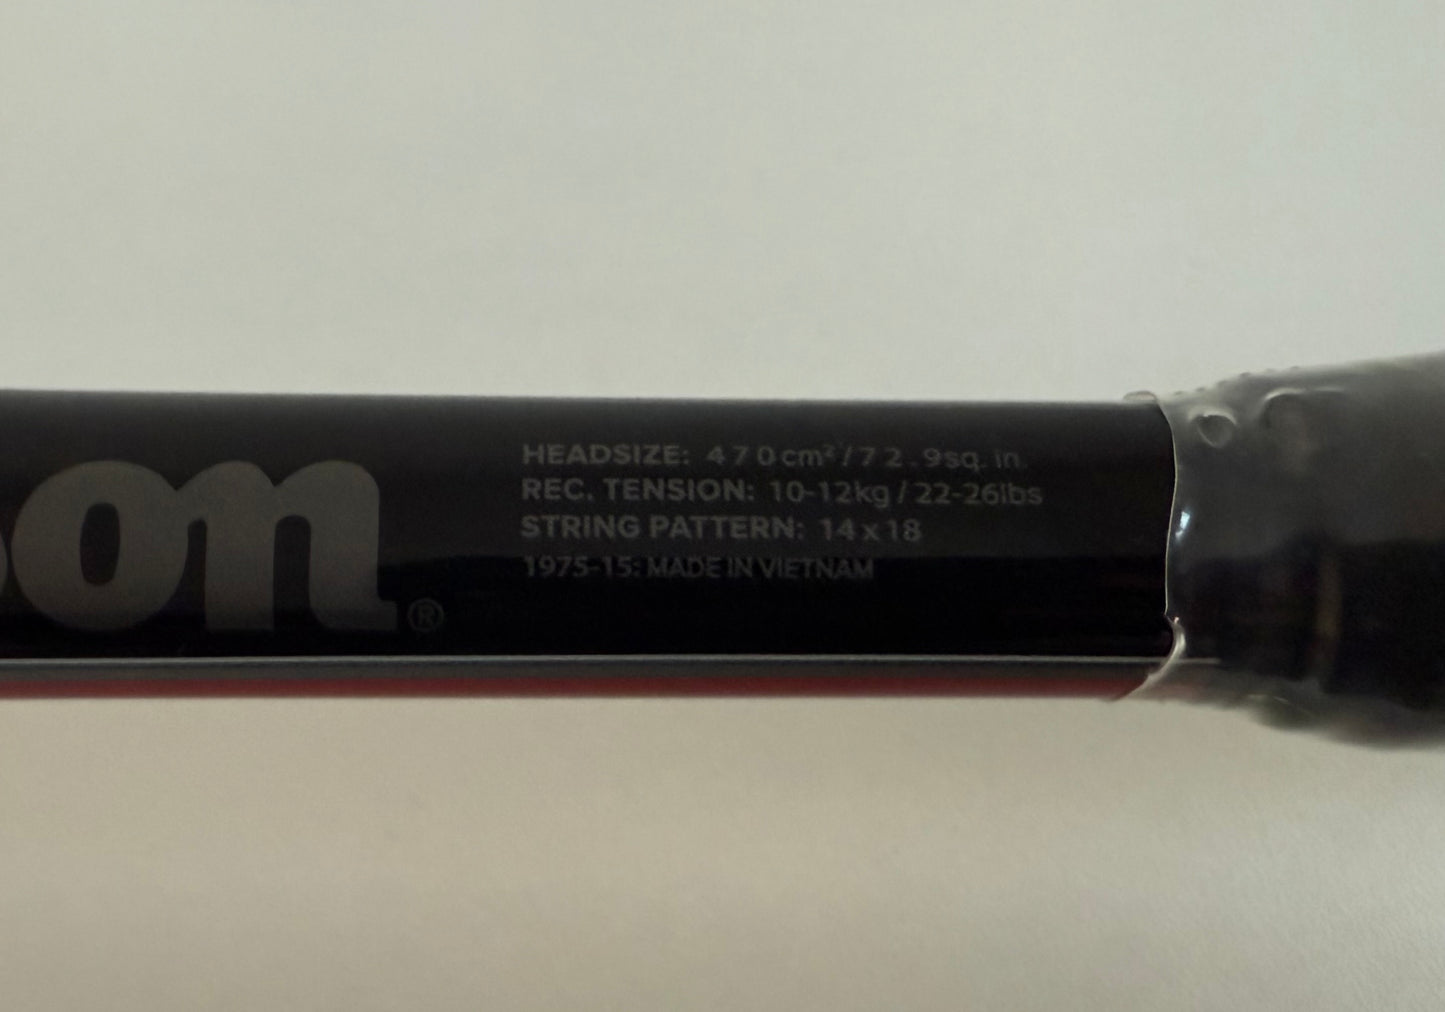 on®
HEADSIZE: 470cm²/72.9sq. in.
REC. TENSION: 10-12kg/22-26lbs
STRING PATTERN: 14x18
1975-15: MADE IN VIETNAM